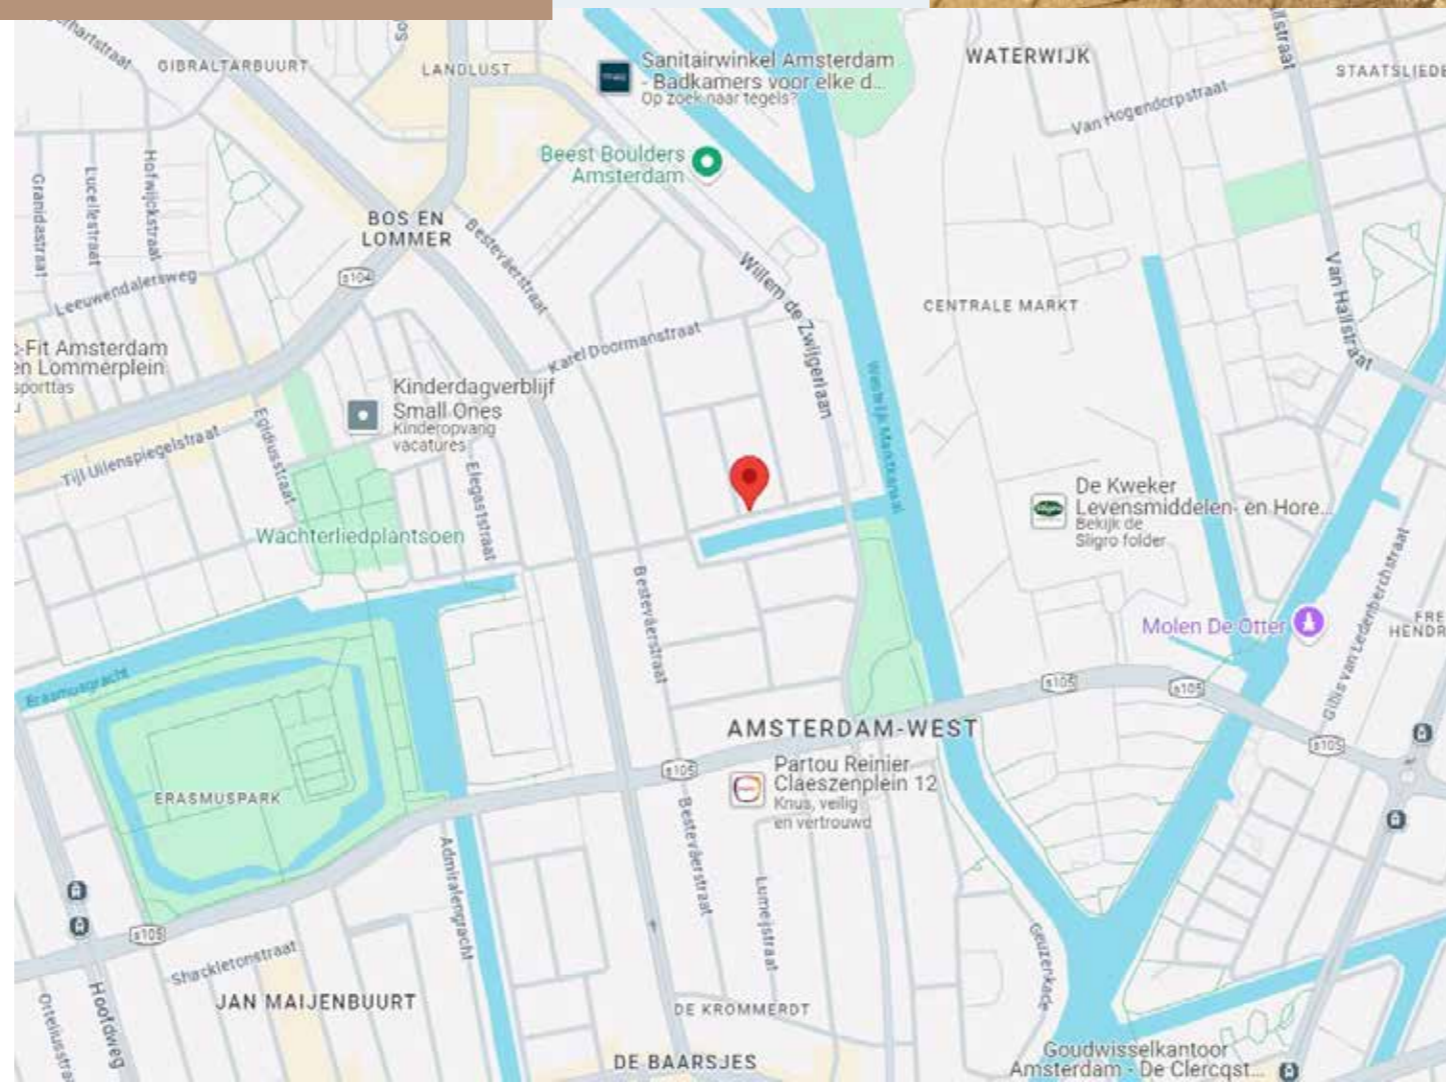 GIBRALTARBUURT
LANDLUST
Sanitairwinkel Amsterdam
- Badkamers voor elke d...
Op zoek naar tegels?
WATERWIJK
STAATSLIEDE
Van Hogendorpstraat
Beest Boulders
Amsterdam
Granidastraat
Lucellestraat
Hofwijckstraat
BOS EN
LOMMER
Bestevâerstraat
s104
Leeuwendalersweg
Willem de Zwijgerlaan
CENTRALE MARKT
Van Hallstraat
Karel Doormanstraat
c-Fit Amsterdam
en Lommerplein
sporttas
Kinderdagverblijf
Small Ones
Kinderopvang
vacatures
Westelijk Marktkanaal
Egidiusstraat
Tijl Uilenspiegelstraat
Elegaststraat
De Kweker
Levensmiddelen- en Hore...
Bekijk de
Sligro folder
Wachterliedplantsoen
Bestevâerstraat
Molen De Otter
FRE
HENDR
Gillis van Ledenberchstraat
Erasmusgracht
s105
s105
s105
AMSTERDAM-WEST
s105
Partou Reinier
Claeszenplein 12
Knus, veilig
en vertrouwd
ERASMUSPARK
Bestevâerstraat
Admiralengracht
Lumeijstraat
s105
Geuzenkade
Shackletonstraat
Hoofdweg
JAN MAIJENBUURT
DE KROMMERDT
DE BAARSJES
Goudwisselkantoor
Amsterdam - De Clercqst...